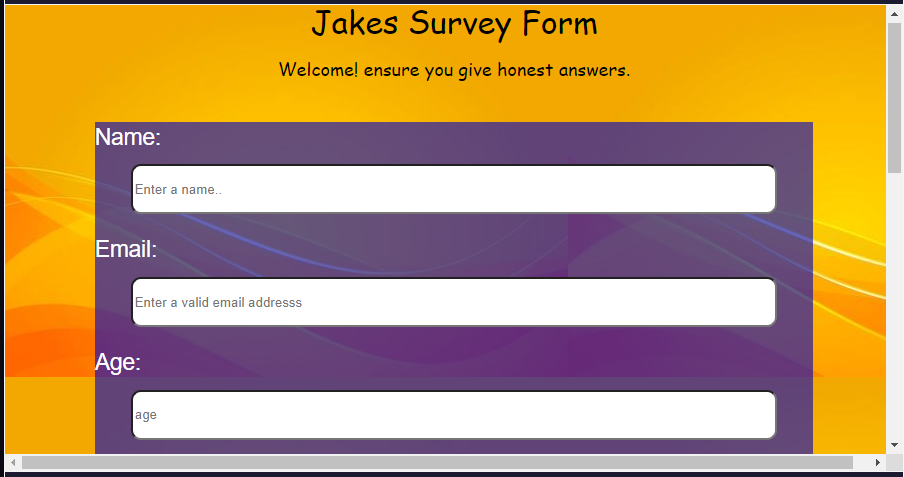 Jakes Survey Form
Welcome! ensure you give honest answers.
Name:
Enter a name..
Email:
Enter a valid email addresss
Age:
age